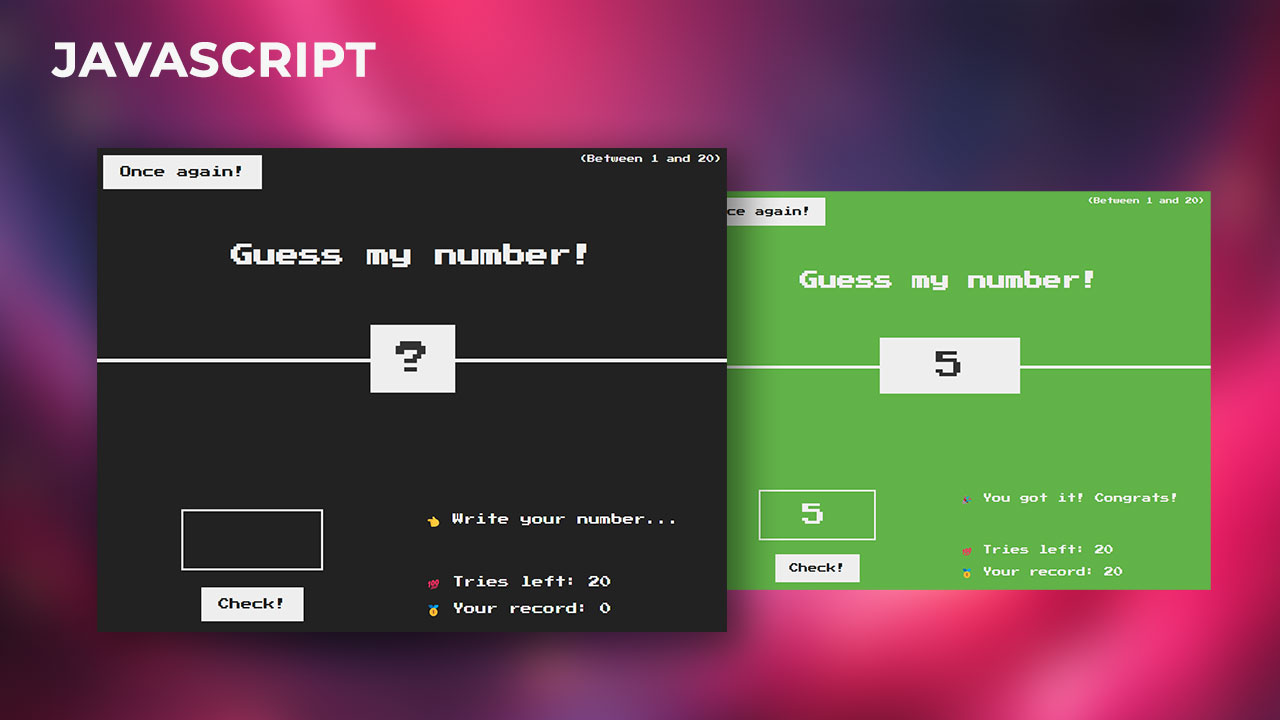 JAVASCRIPT
Once again!
(Between 1 and 20)
Guess my number!
?
Write your number...
Check!
Tries left: 20
Your record: 0
ce again!
(Between 1 and 20)
Guess my number!
5
5
You got it! Congrats!
Check!
Tries left: 20
Your record: 20